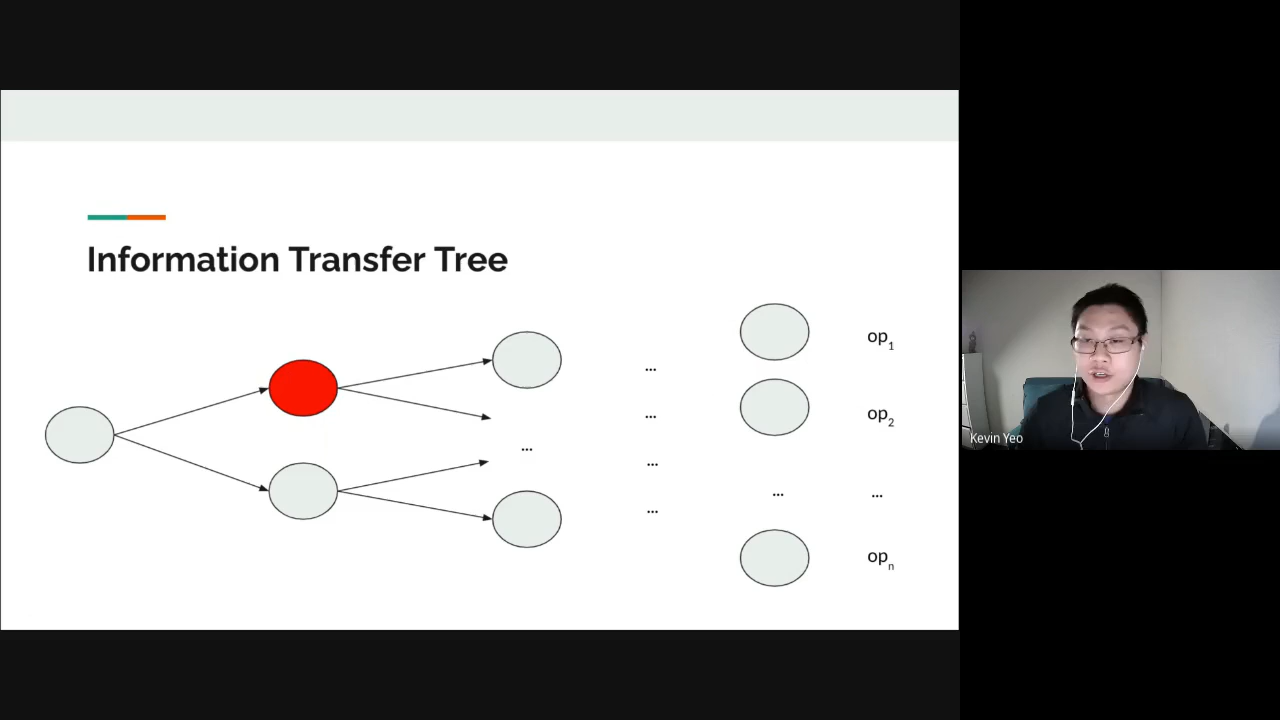 Information Transfer Tree
op1
...
...
op2
...
...
...
...
...
opn
Kevin Yeo